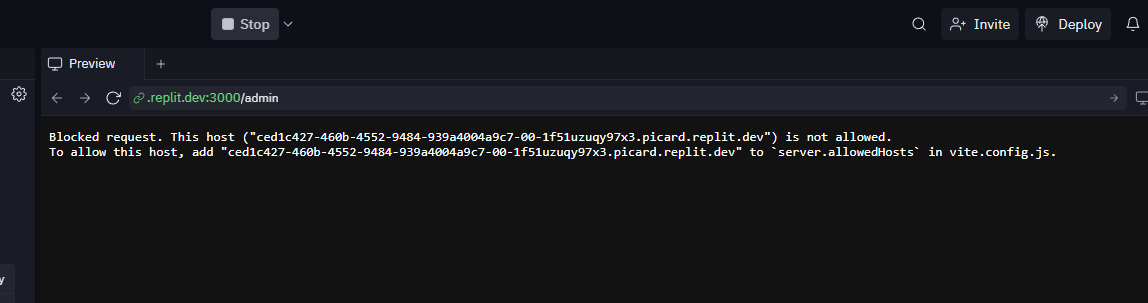 Stop
Invite
Deploy
Preview
.replit.dev:3000/admin
Blocked request. This host ("ced1c427-460b-4552-9484-939a4004a9c7-00-1f51uzuqy97x3.picard.replit.dev") is not allowed.
To allow this host, add "ced1c427-460b-4552-9484-939a4004a9c7-00-1f51uzuqy97x3.picard.replit.dev" to `server.allowedHosts` in vite.config.js.
y